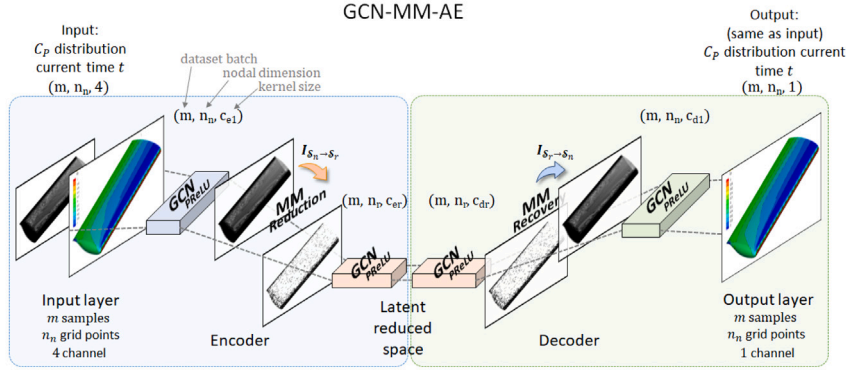 GCN-MM-AE
Input:
C_P distribution
current time t
(m, n_n, 4)
dataset batch
nodal dimension
kernel size
(m, n_n, c_e1)
GCN
PReLU
I_{S_n→S_r}
MM
Reduction
(m, n_r, c_er)
GCN
PReLU
Input layer
m samples
n_n grid points
4 channel
Encoder
Latent
reduced
space
Output:
(same as input)
C_P distribution current
time t
(m, n_n, 1)
(m, n_n, c_d1)
I_{S_r→S_n}
MM
Recovery
(m, n_r, c_dr)
GCN
PReLU
GCN
PReLU
Decoder
Output layer
m samples
n_n grid points
1 channel